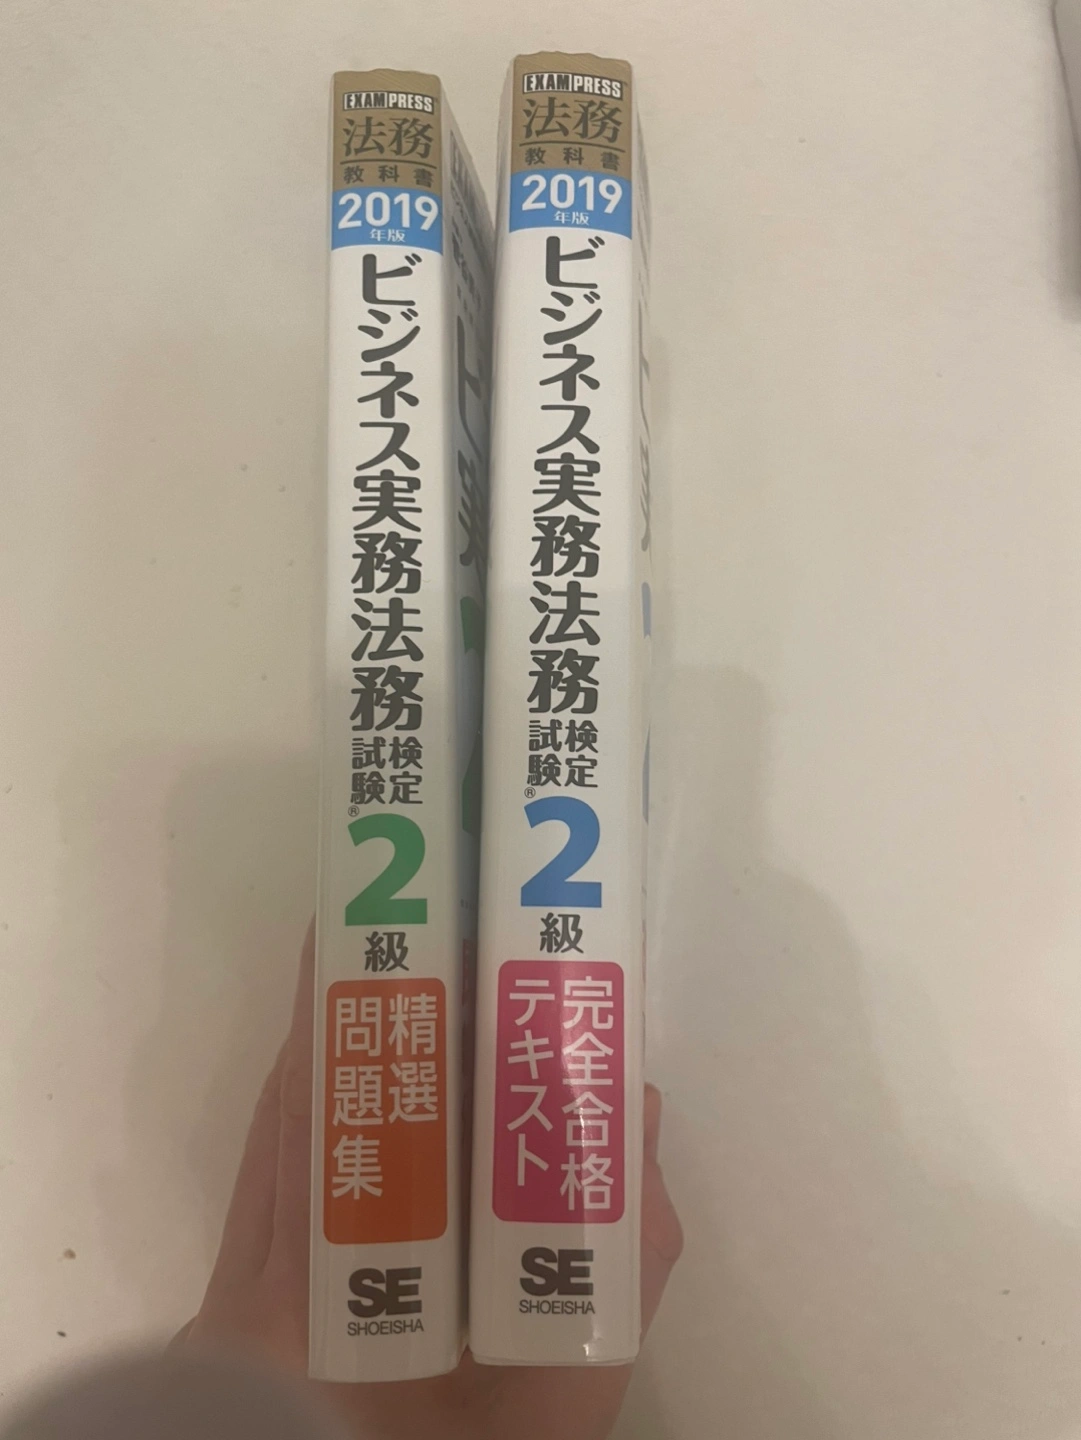 EXAMPRESS
法務
教科書
2019
年版
ビジネス実務法務
検定
試験®
2
級
精選
問題集
SE
SHOEISHA
EXAMPRESS
法務
教科書
2019
年版
ビジネス実務法務
検定
試験®
2
級
完全合格
テキスト
SE
SHOEISHA